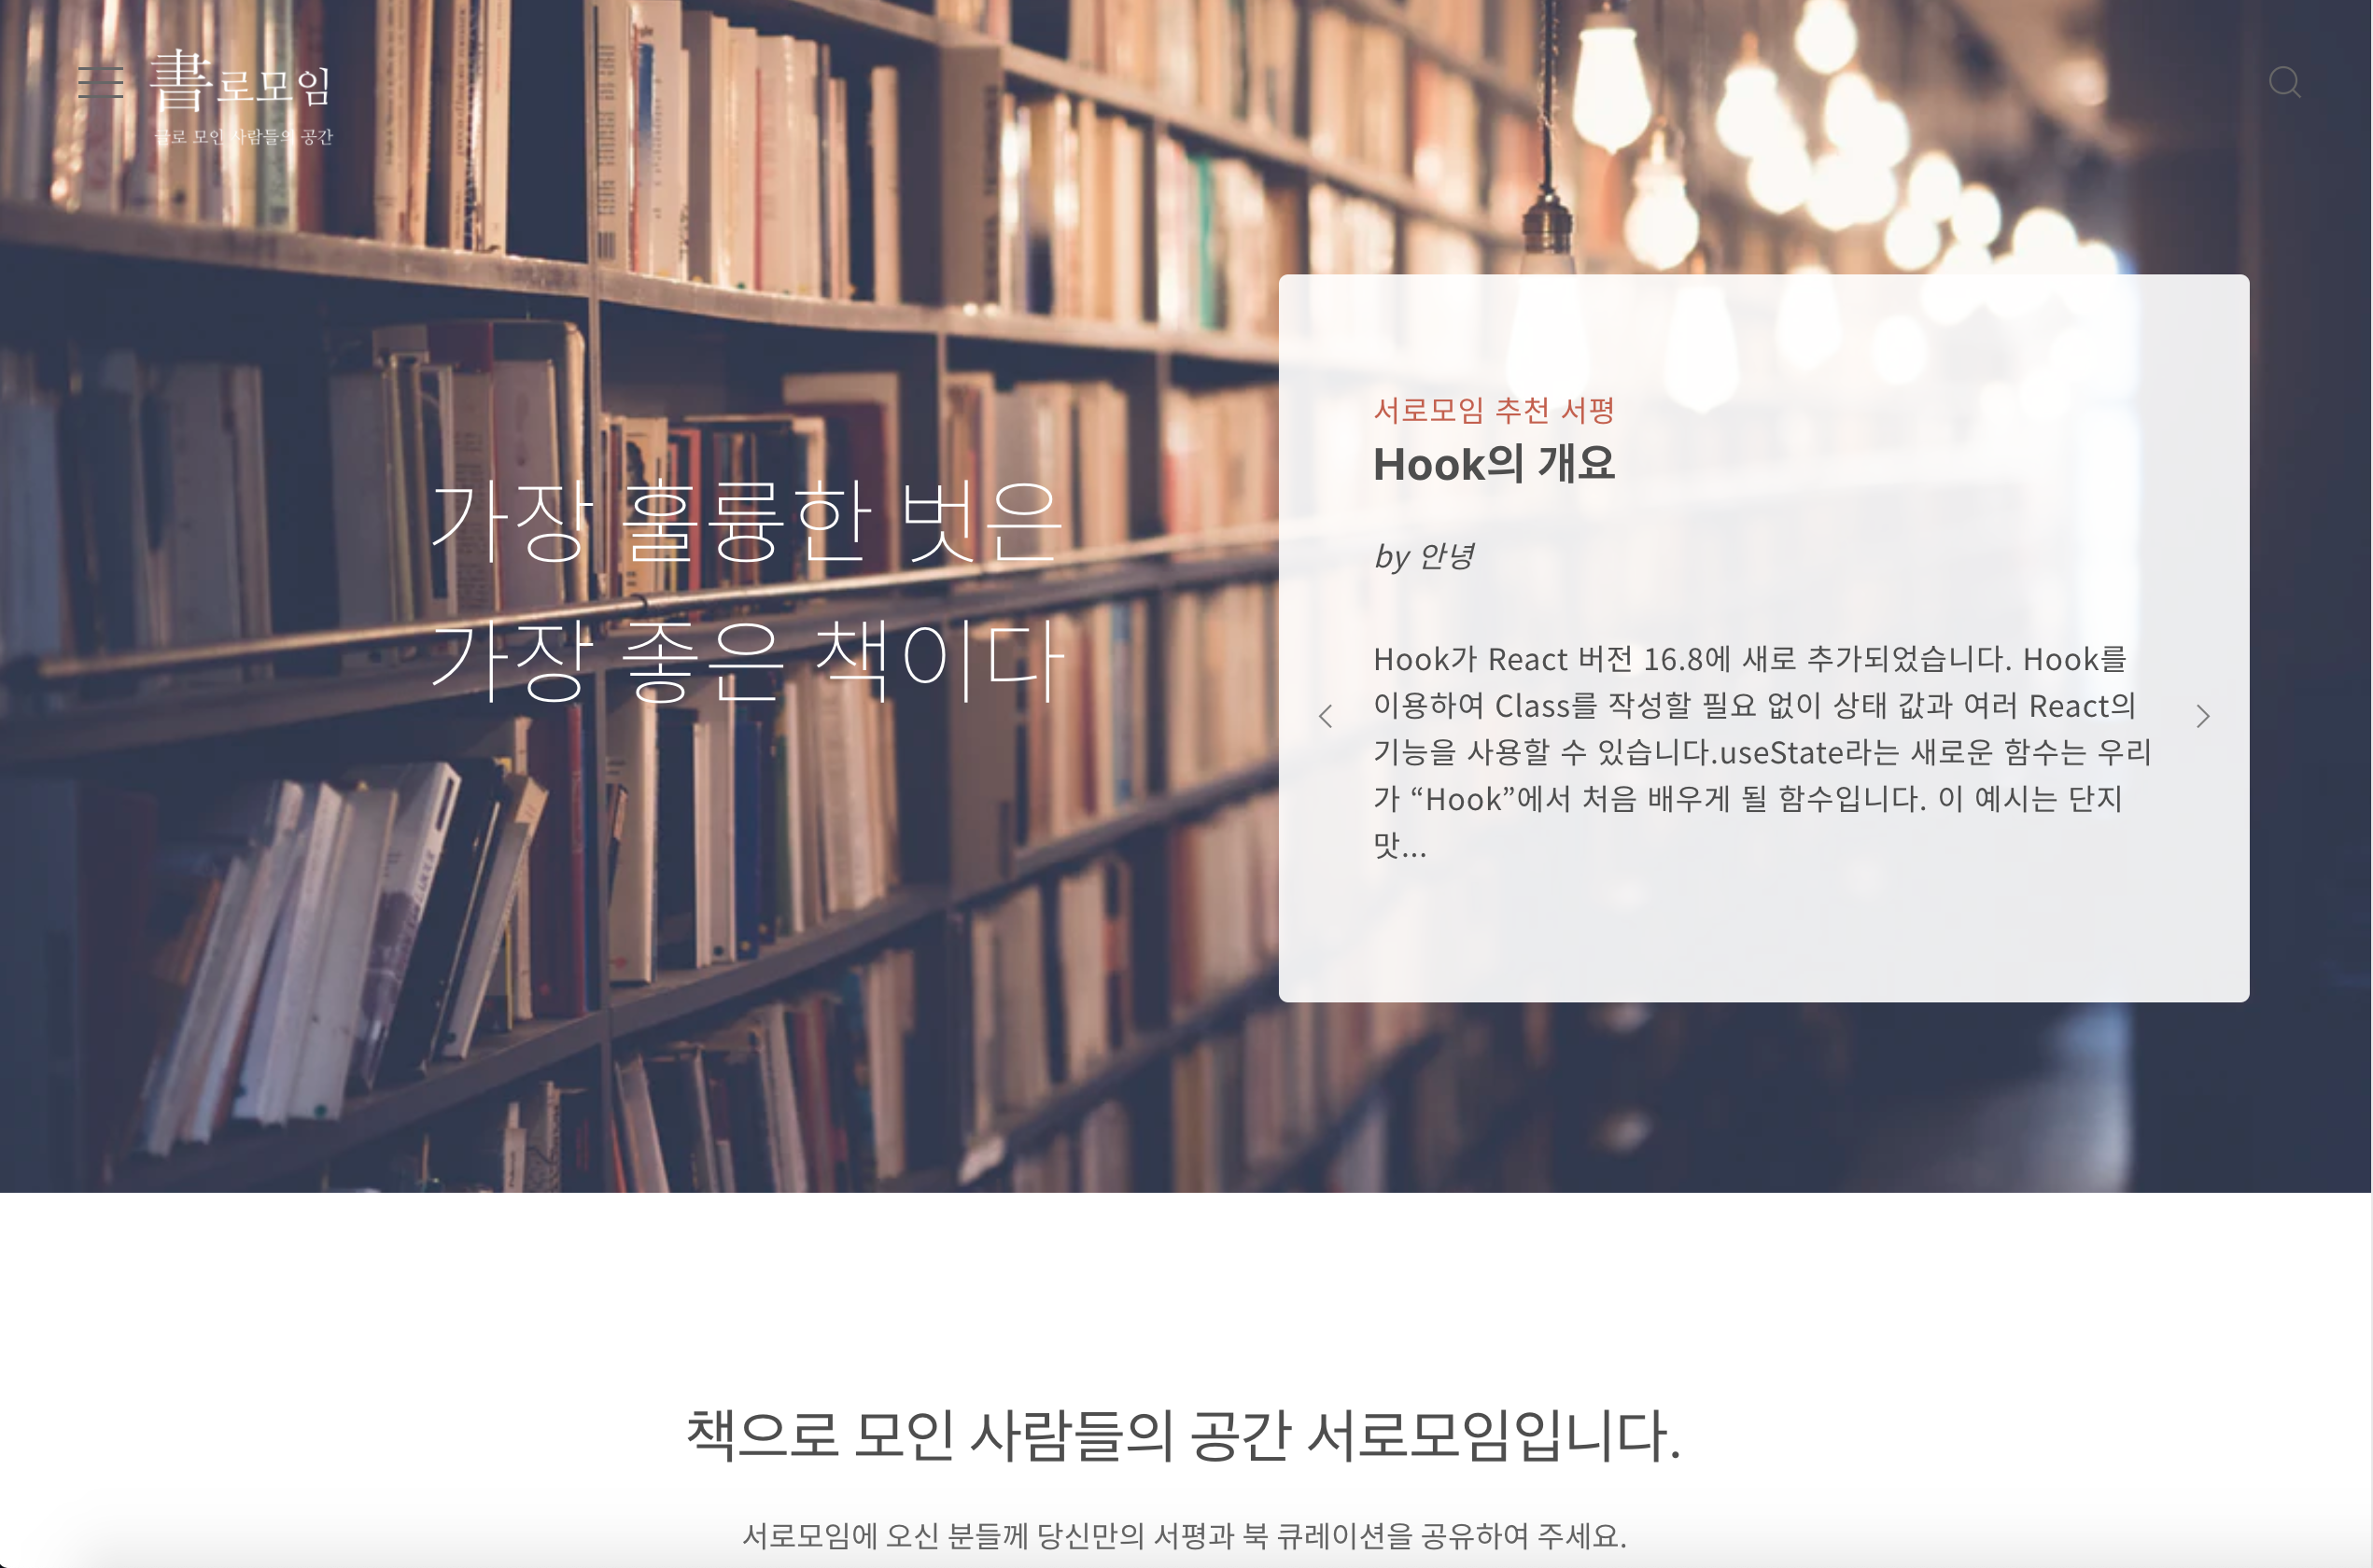 書로모임
글로 모인 사람들의 공간
가장 훌륭한 벗은
가장 좋은 책이다
서로모임 추천 서평
Hook의 개요
by 안녕
Hook가 React 버전 16.8에 새로 추가되었습니다. Hook를
이용하여 Class를 작성할 필요 없이 상태 값과 여러 React의
기능을 사용할 수 있습니다.useState라는 새로운 함수는 우리
가 “Hook”에서 처음 배우게 될 함수입니다. 이 예시는 단지
맛...
책으로 모인 사람들의 공간 서로모임입니다.
서로모임에 오신 분들께 당신만의 서평과 북 큐레이션을 공유하여 주세요.